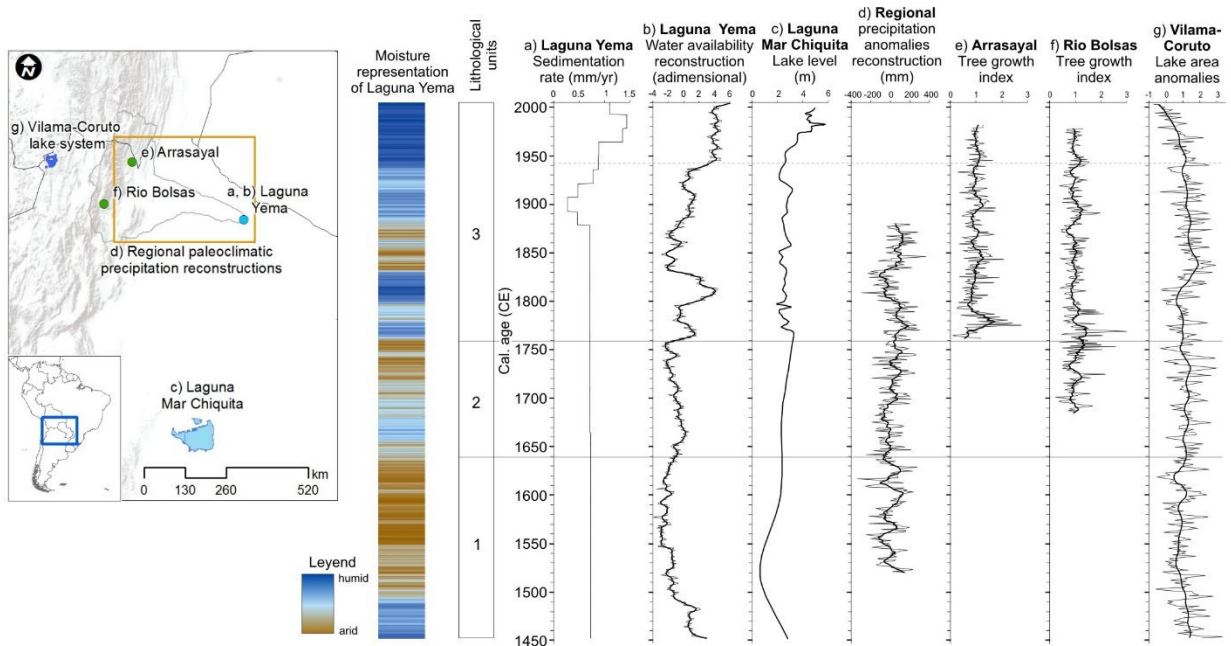 N
g) Vilama-Coruto
lake system
e) Arrasayal
f) Rio Bolsas
a, b) Laguna
Yema
d) Regional paleoclimatic
precipitation reconstructions
c) Laguna
Mar Chiquita
km
0 130 260 520
Leyend
humid
arid
Moisture
representation
of Laguna Yema
Lithological
units
3
2
1
a) Laguna Yema
Sedimentation
rate (mm/yr)
0 0.5 1 1.5
b) Laguna Yema
Water availability
reconstruction
(adimensional)
-4 -2 0 2 4 6
c) Laguna
Mar Chiquita
Lake level
(m)
0 2 4 6
d) Regional
precipitation
anomalies
reconstruction
(mm)
-400 -200 0 200 400
e) Arrasayal
Tree growth
index
0 1 2 3
f) Rio Bolsas
Tree growth
index
0 1 2 3
g) Vilama-
Coruto
Lake area
anomalies
-1 0 1 2 3
Cal. age (CE)
2000
1950
1900
1850
1800
1750
1700
1650
1600
1550
1500
1450